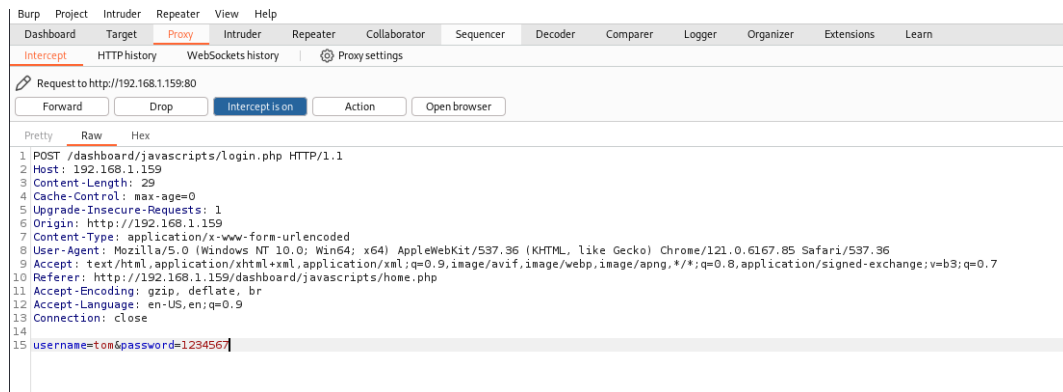 Burp Project Intruder Repeater View Help
Dashboard Target Proxy Intruder Repeater Collaborator Sequencer Decoder Comparer Logger Organizer Extensions Learn
Intercept HTTP history WebSockets history Proxy settings
Request to http://192.168.1.159:80
Forward Drop Intercept is on Action Open browser
Pretty Raw Hex
1 POST /dashboard/javascripts/login.php HTTP/1.1
2 Host: 192.168.1.159
3 Content-Length: 29
4 Cache-Control: max-age=0
5 Upgrade-Insecure-Requests: 1
6 Origin: http://192.168.1.159
7 Content-Type: application/x-www-form-urlencoded
8 User-Agent: Mozilla/5.0 (Windows NT 10.0; Win64; x64) AppleWebKit/537.36 (KHTML, like Gecko) Chrome/121.0.6167.85 Safari/537.36
9 Accept: text/html,application/xhtml+xml,application/xml;q=0.9,image/avif,image/webp,image/apng,*/*;q=0.8,application/signed-exchange;v=b3;q=0.7
10 Referer: http://192.168.1.159/dashboard/javascripts/home.php
11 Accept-Encoding: gzip, deflate, br
12 Accept-Language: en-US,en;q=0.9
13 Connection: close
14
15 username=tom&password=1234567